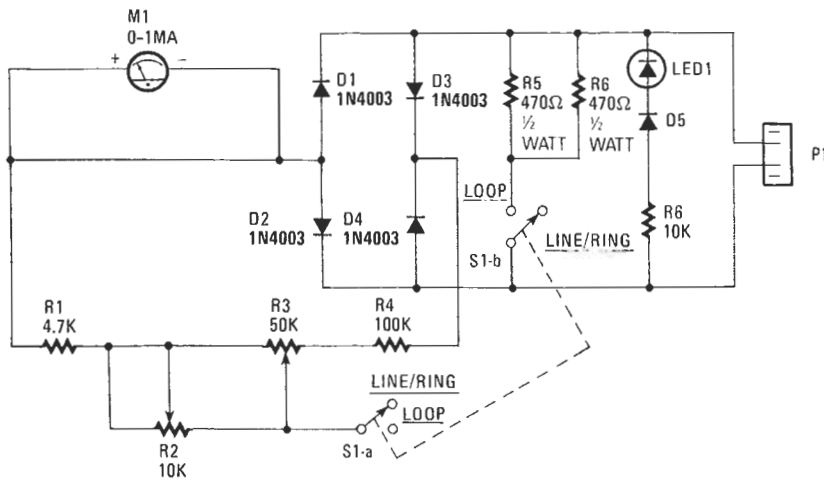 M1
0-1MA
+ −
D1
1N4003
D3
1N4003
R5
470Ω
½
WATT
R6
470Ω
½
WATT
LED1
D5
P1
D2
1N4003
D4
1N4003
LOOP
LINE/RING
S1-b
R6
10K
R1
4.7K
R3
50K
R4
100K
LINE/RING
LOOP
S1-a
R2
10K